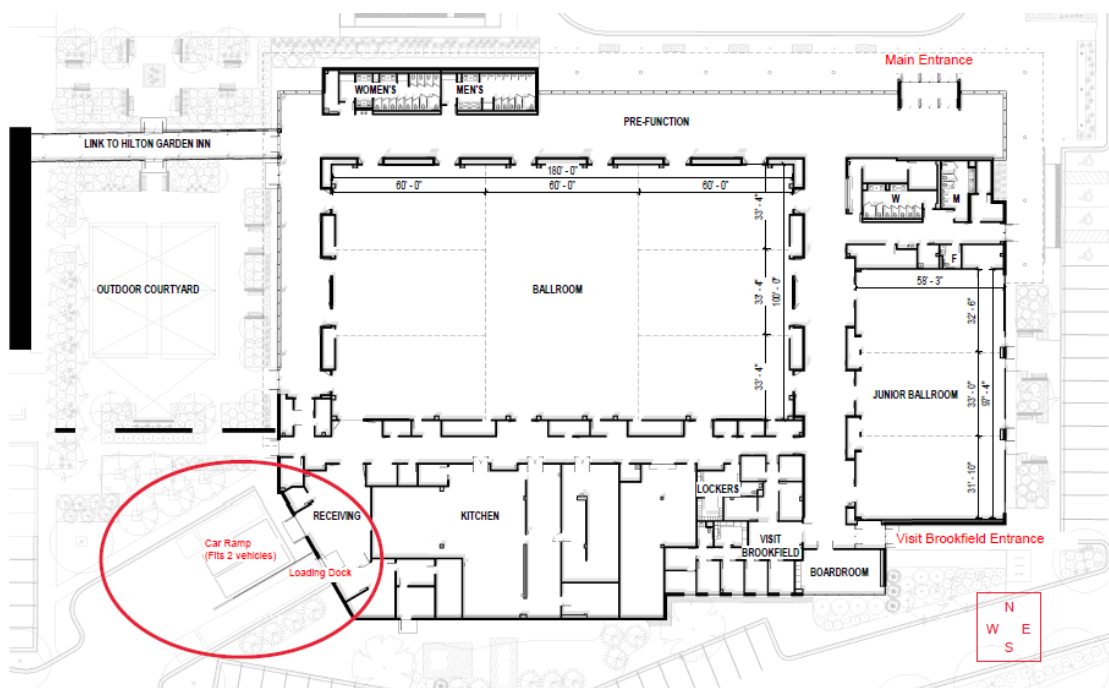 Main Entrance
WOMEN'S
MEN'S
PRE-FUNCTION
LINK TO HILTON GARDEN INN
180' - 0"
60' - 0"
60' - 0"
60' - 0"
33' - 4"
W
M
F
58' - 3"
OUTDOOR COURTYARD
BALLROOM
33' - 4"
100' - 0"
32' - 6"
33' - 4"
JUNIOR BALLROOM
33' - 0"
97' - 4"
31' - 10"
LOCKERS
RECEIVING
KITCHEN
Car Ramp
(Fits 2 vehicles)
Loading Dock
VISIT
BROOKFIELD
Visit Brookfield Entrance
BOARDROOM
N
W E
S